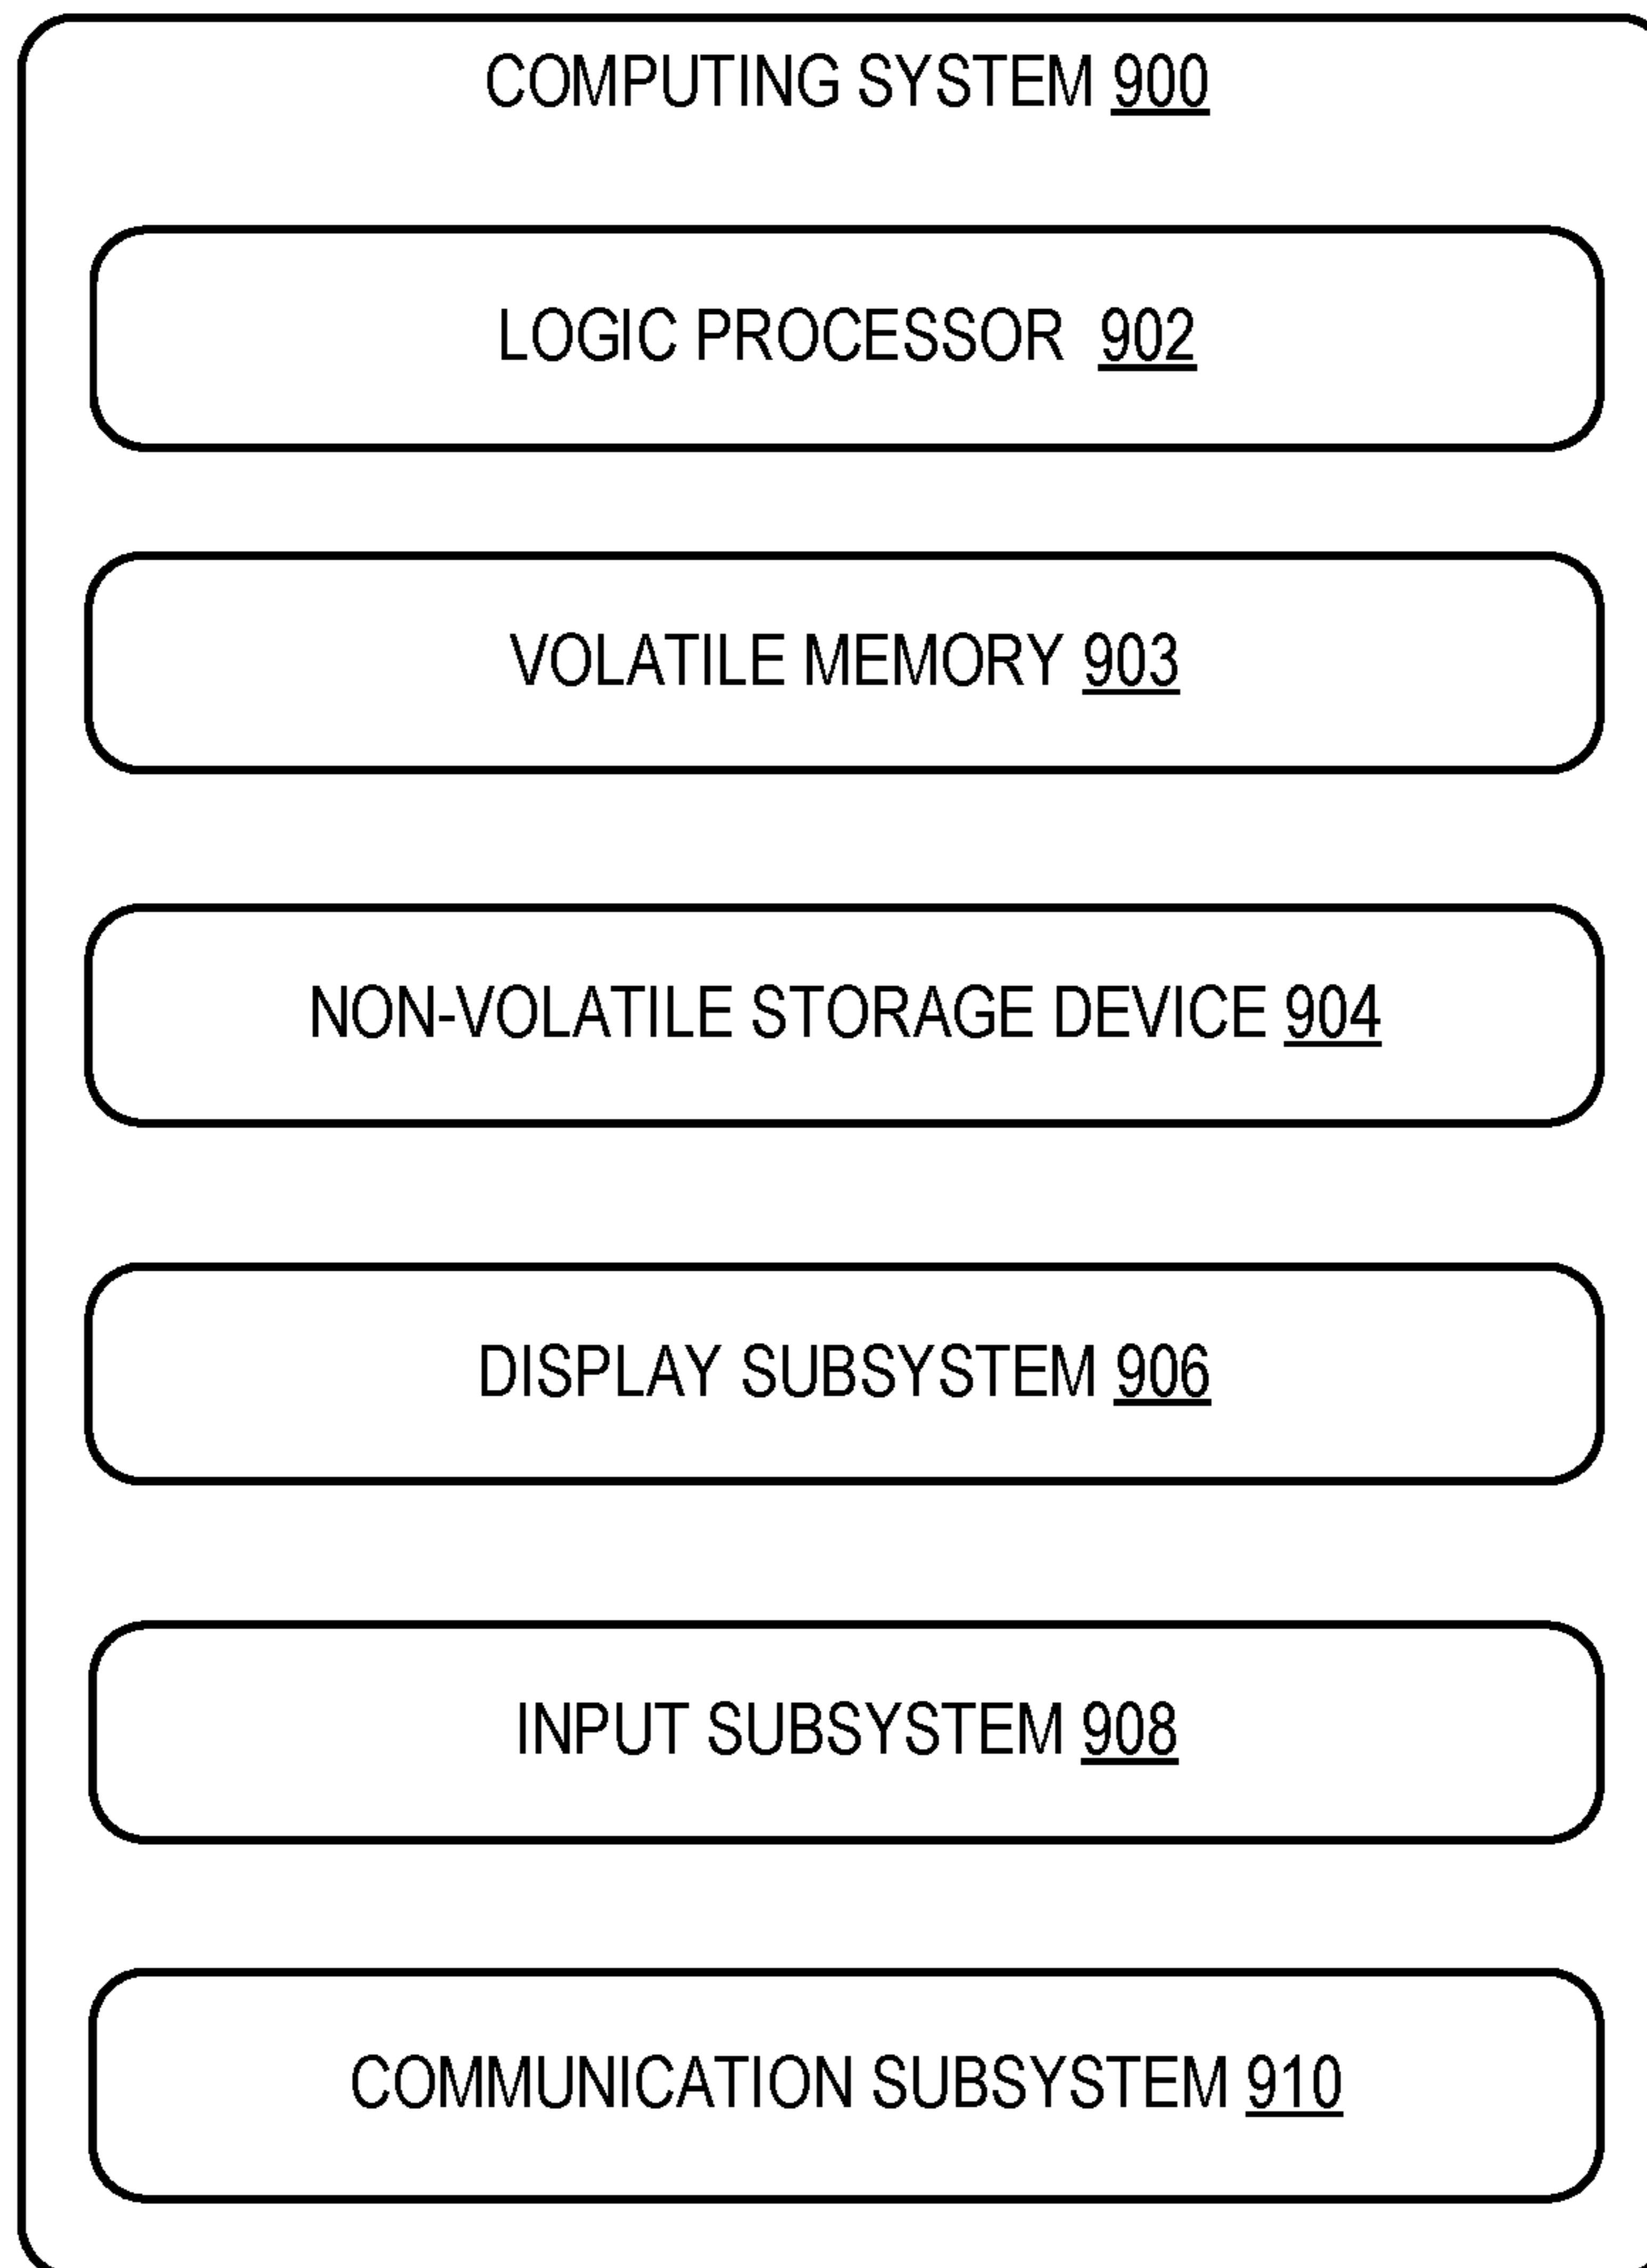 COMPUTING SYSTEM 900
LOGIC PROCESSOR 902
VOLATILE MEMORY 903
NON-VOLATILE STORAGE DEVICE 904
DISPLAY SUBSYSTEM 906
INPUT SUBSYSTEM 908
COMMUNICATION SUBSYSTEM 910